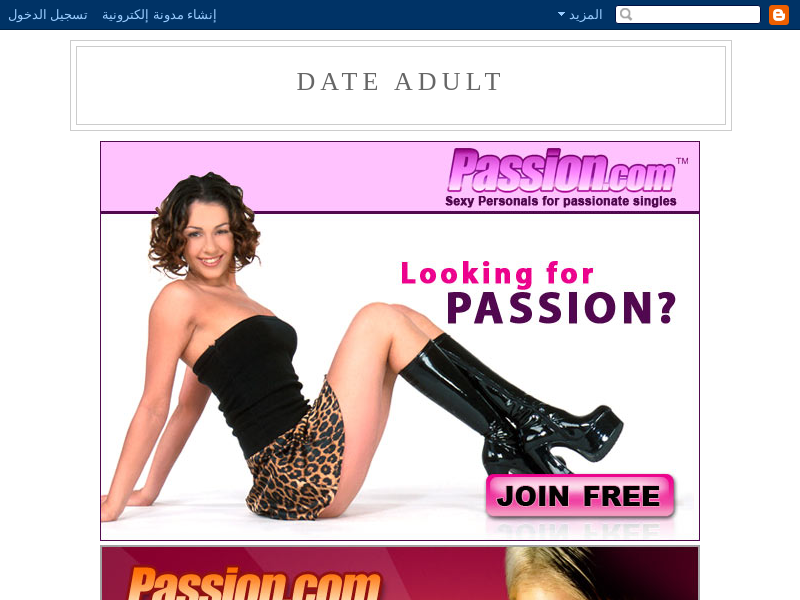 المزيد
إنشاء مدونة إلكترونية
تسجيل الدخول
DATE ADULT
Passion.com™
Sexy Personals for passionate singles
Looking for
PASSION?
JOIN FREE
Passion.com